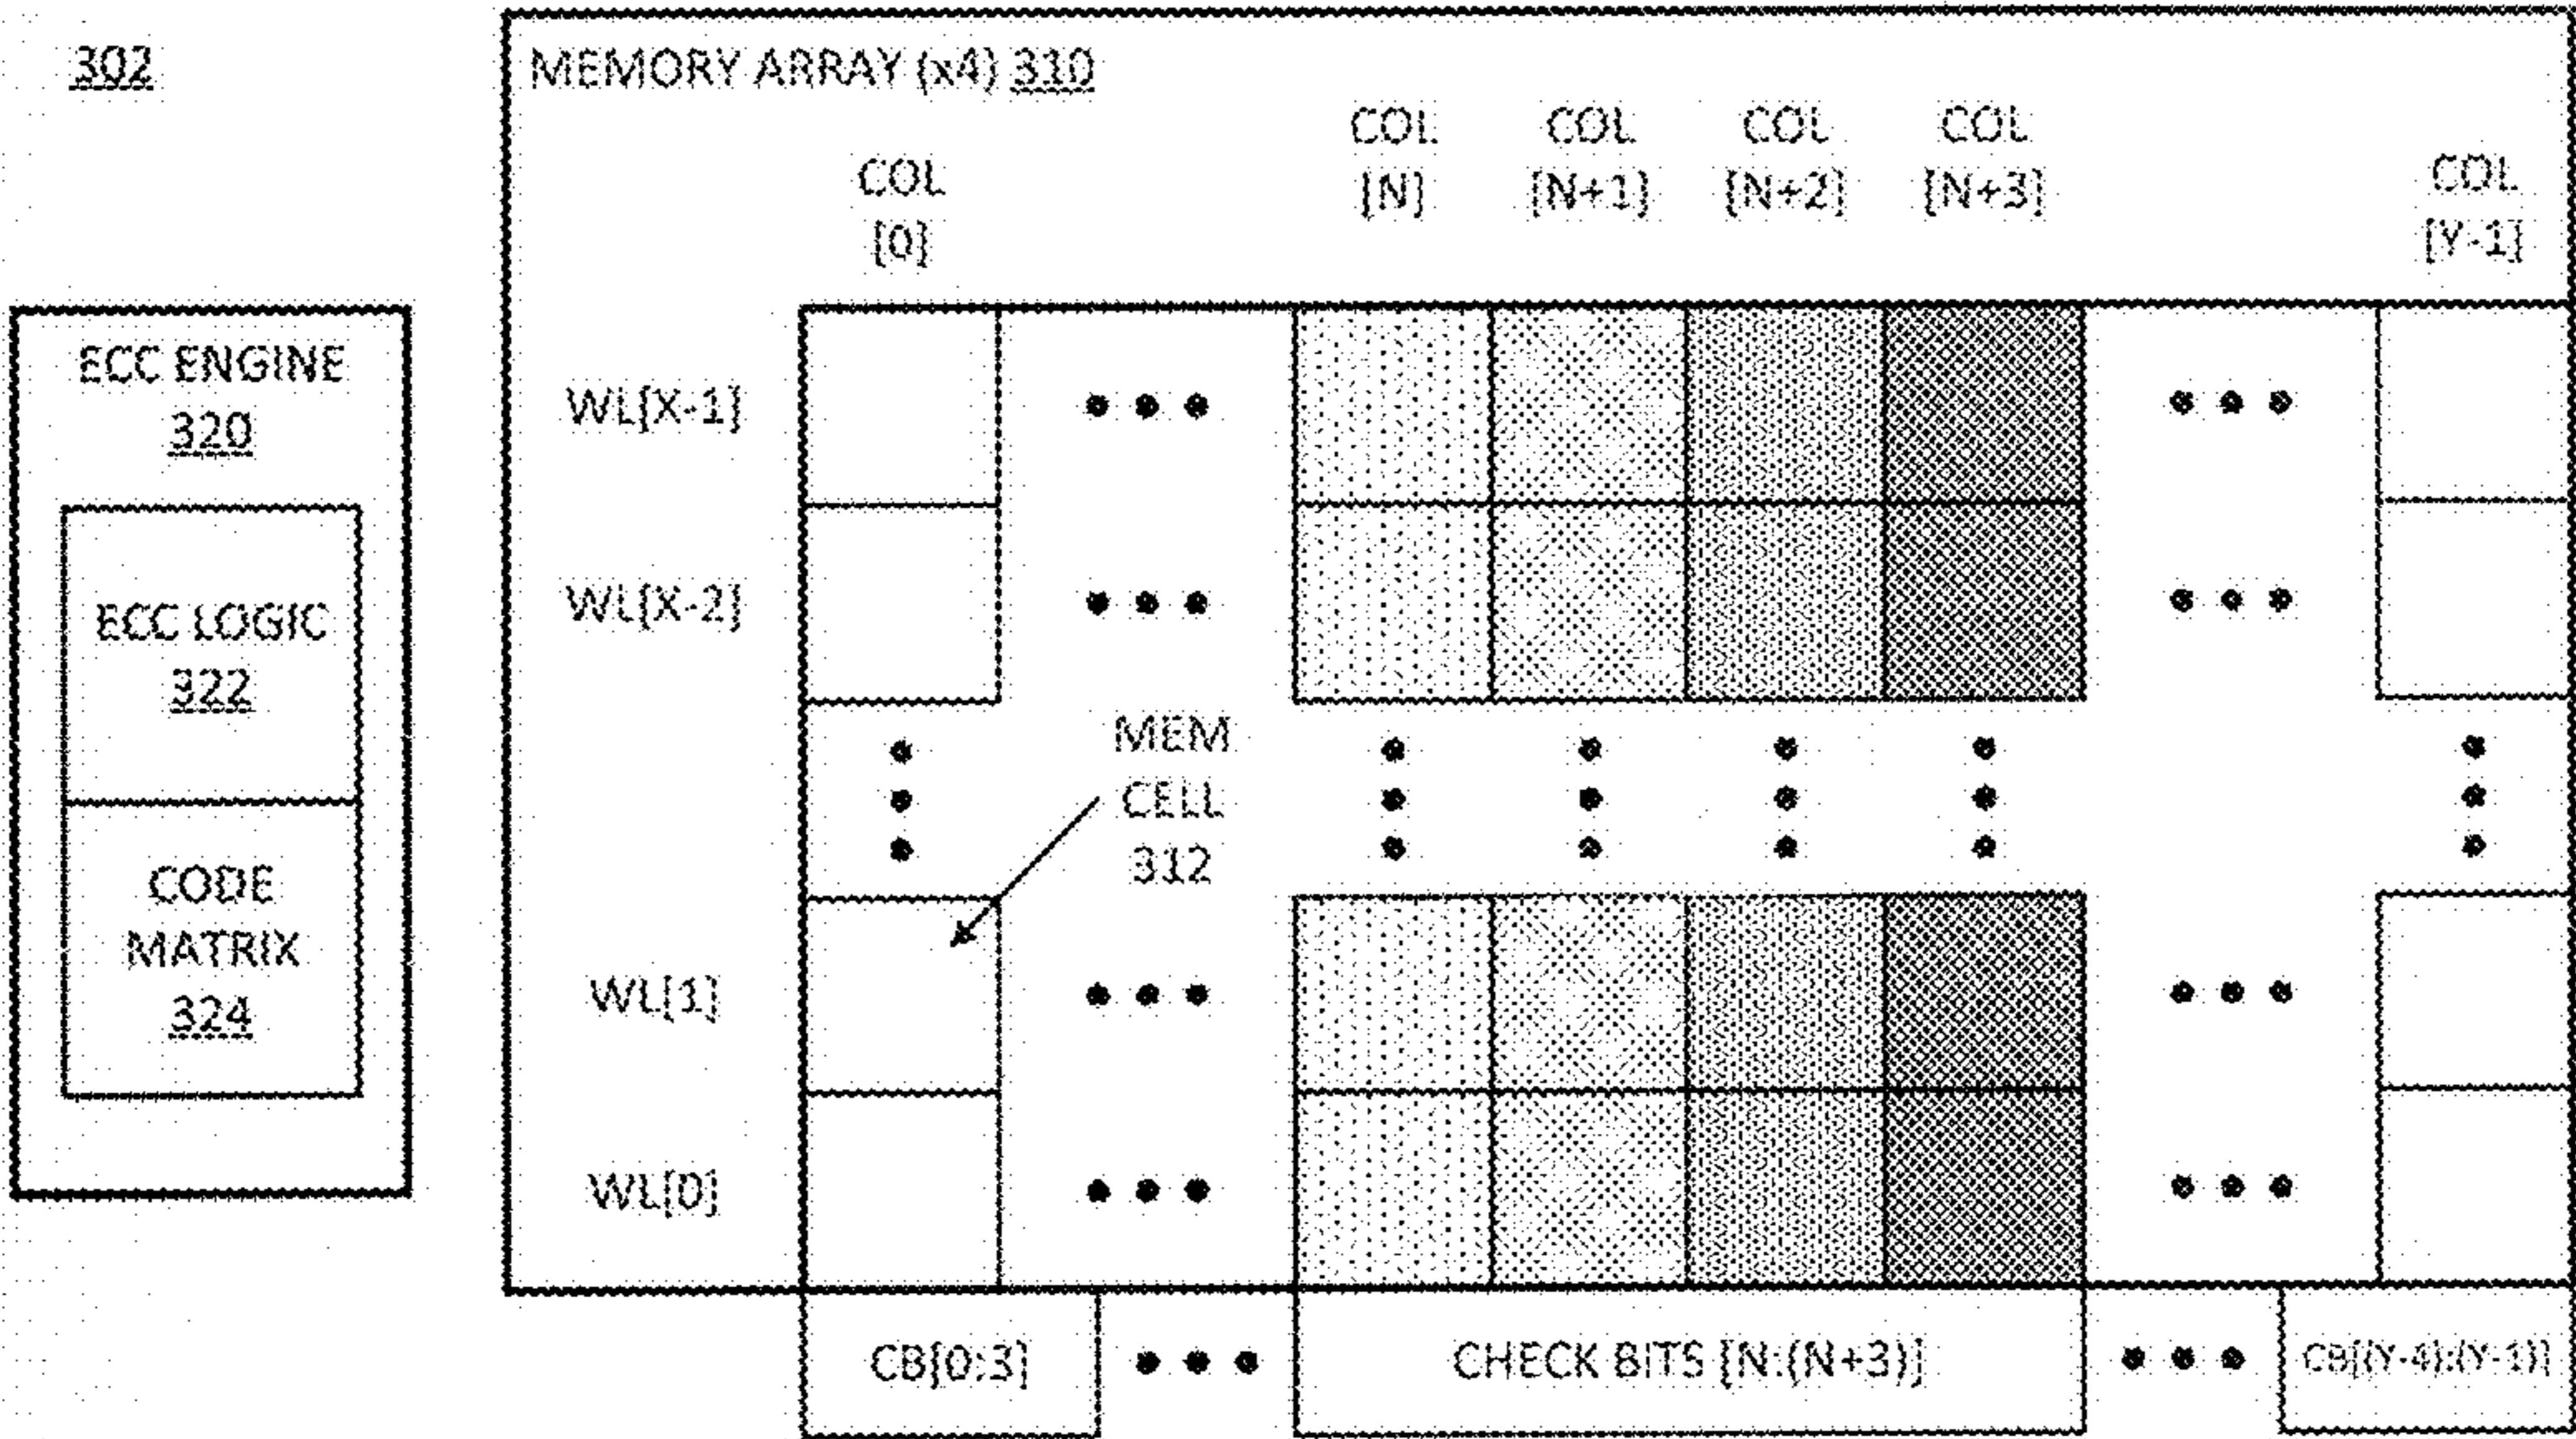 302
MEMORY ARRAY (x4) 310
COL
[0]
COL
[N]
COL
[N+1]
COL
[N+2]
COL
[N+3]
COL
[Y-1]
ECC ENGINE
320
ECC LOGIC
322
CODE
MATRIX
324
WL[X-1]
WL[X-2]
MEM
CELL
312
WL[1]
WL[0]
CB[0:3]
CHECK BITS [N:(N+3)]
CB[(Y-4):(Y-1)]